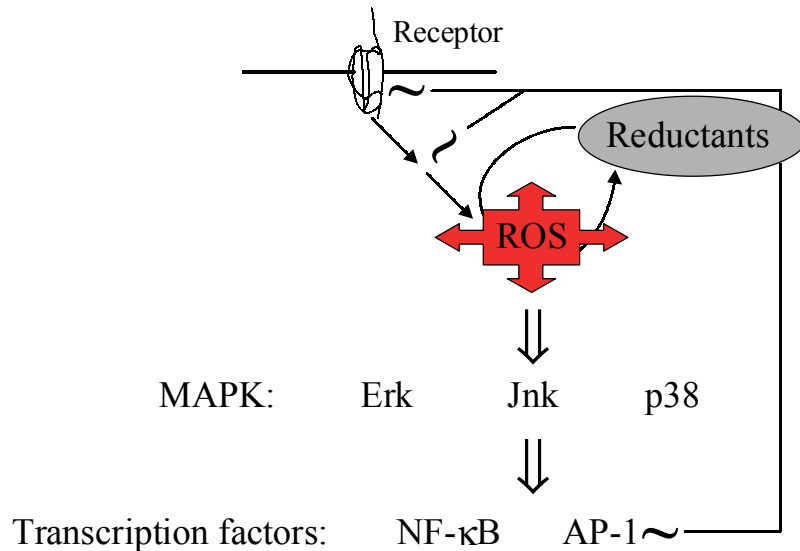 Receptor
Reductants
ROS
MAPK: Erk Jnk p38
Transcription factors: NF-κB AP-1